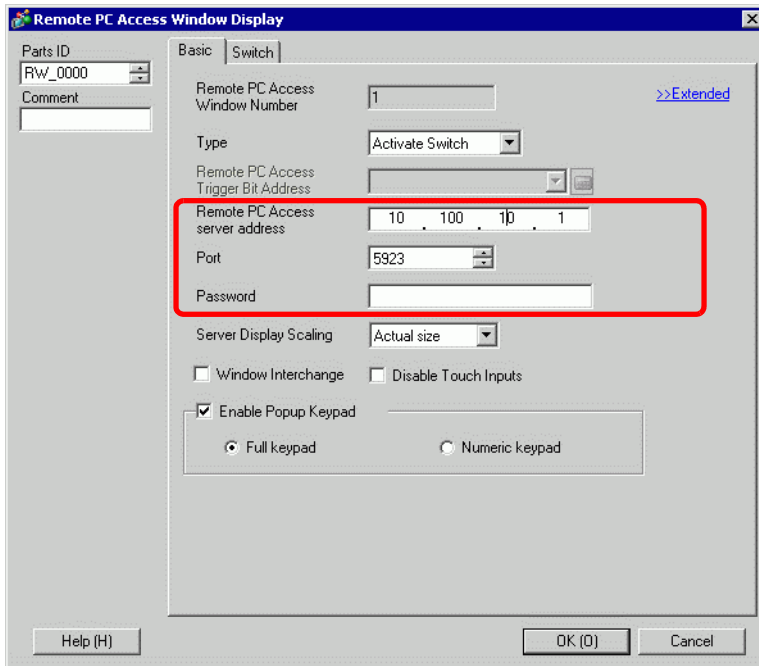 Remote PC Access Window Display
Parts ID
RW_0000
Comment
Basic
Switch
Remote PC Access
Window Number
1
>>Extended
Type
Activate Switch
Remote PC Access
Trigger Bit Address
Remote PC Access
server address
10 . 100 . 10 . 1
Port
5923
Password
Server Display Scaling
Actual size
Window Interchange
Disable Touch Inputs
Enable Popup Keypad
Full keypad
Numeric keypad
Help (H)
OK (O)
Cancel